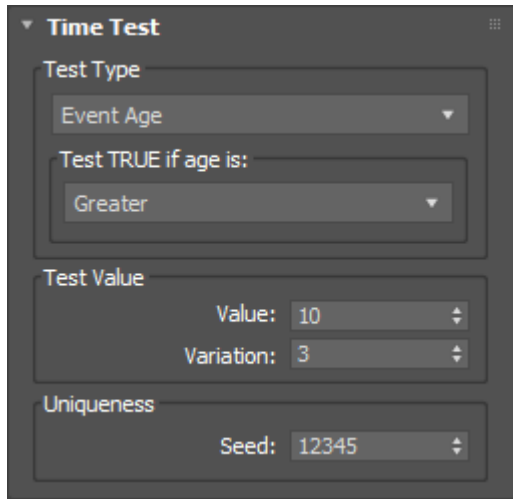 Time Test
Test Type
Event Age
Test TRUE if age is:
Greater
Test Value
Value: 10
Variation: 3
Uniqueness
Seed: 12345